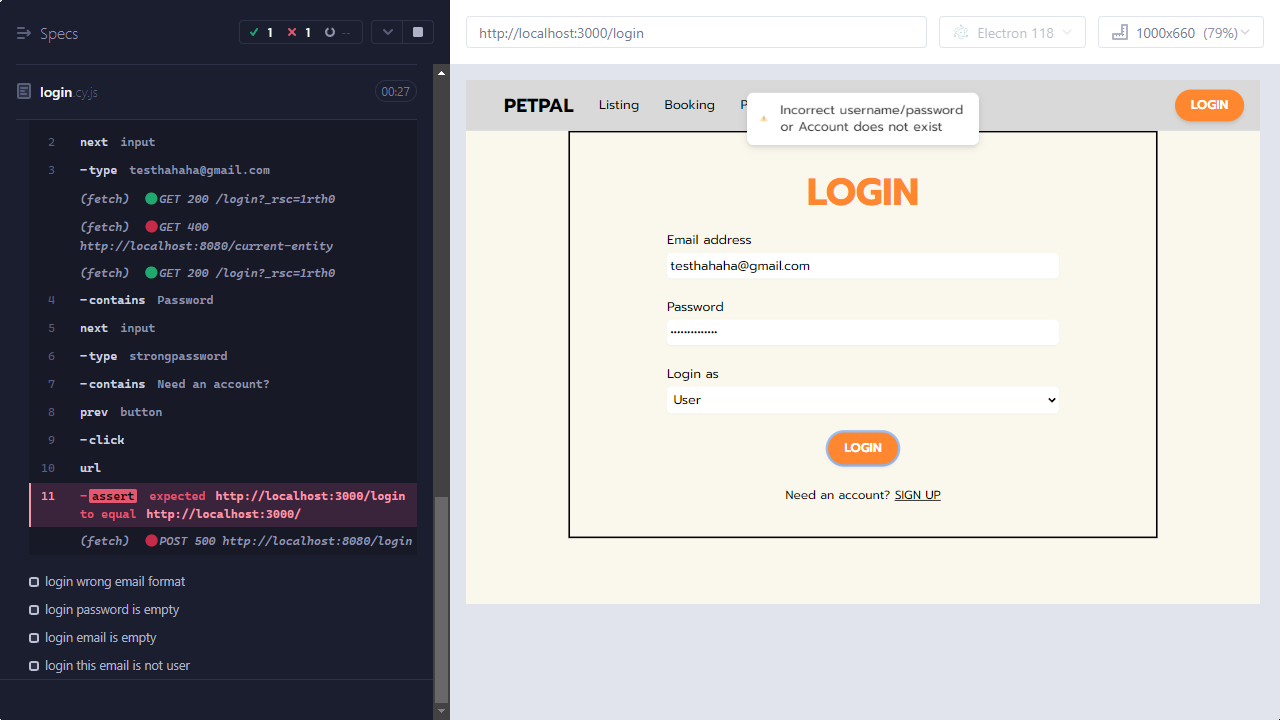 Specs
1
1
--
login.cy.js
00:27
2 next input
3 -type testhahaha@gmail.com
(fetch) GET 200 /login?_rsc=1rth0
(fetch) GET 400
http://localhost:8080/current-entity
(fetch) GET 200 /login?_rsc=1rth0
4 -contains Password
5 next input
6 -type strongpassword
7 -contains Need an account?
8 prev button
9 -click
10 url
11 -assert expected http://localhost:3000/login
to equal http://localhost:3000/
(fetch) POST 500 http://localhost:8080/login
login wrong email format
login password is empty
login email is empty
login this email is not user
http://localhost:3000/login
Electron 118
1000x660 (79%)
PETPAL Listing Booking P
Incorrect username/password
or Account does not exist
LOGIN
LOGIN
Email address
testhahaha@gmail.com
Password
••••••••••••••
Login as
User
LOGIN
Need an account? SIGN UP